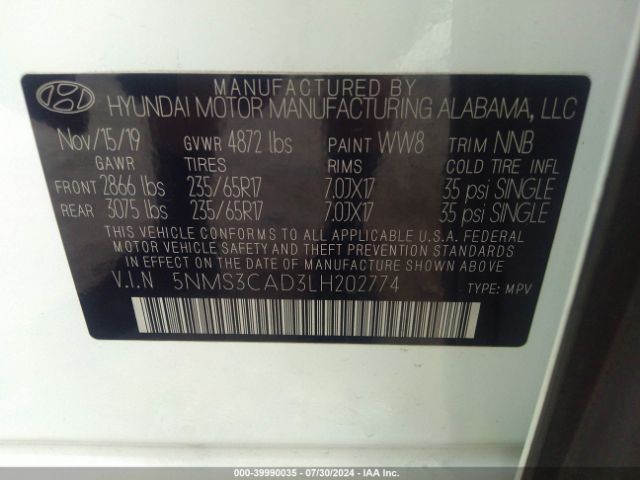 MANUFACTURED BY
HYUNDAI MOTOR MANUFACTURING ALABAMA, LLC
Nov/15/19 GVWR 4872 lbs PAINT WW8 TRIM NNB
GAWR TIRES RIMS COLD TIRE INFL
FRONT 2866 lbs 235/65R17 7.0JX17 35 psi SINGLE
REAR 3075 lbs 235/65R17 7.0JX17 35 psi SINGLE
THIS VEHICLE CONFORMS TO ALL APPLICABLE U.S.A. FEDERAL
MOTOR VEHICLE SAFETY AND THEFT PREVENTION STANDARDS
IN EFFECT ON THE DATE OF MANUFACTURE SHOWN ABOVE.
V.I.N 5NMS3CAD3LH202774 TYPE: MPV
000-39990035 - 07/30/2024 - IAA Inc.